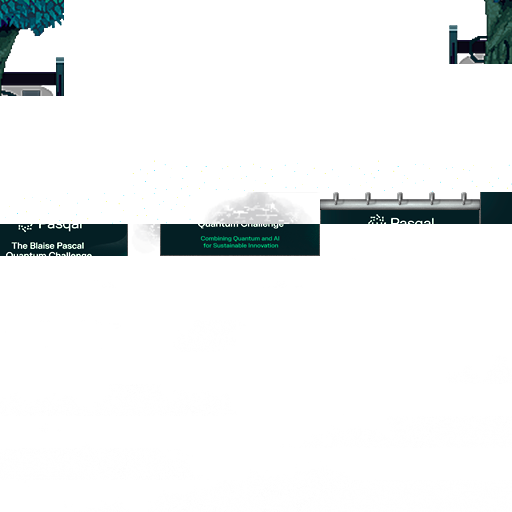 Pasqal
The Blaise Pascal
Quantum Challenge
Quantum Challenge
Combining Quantum and AI
for Sustainable Innovation
Pasqal